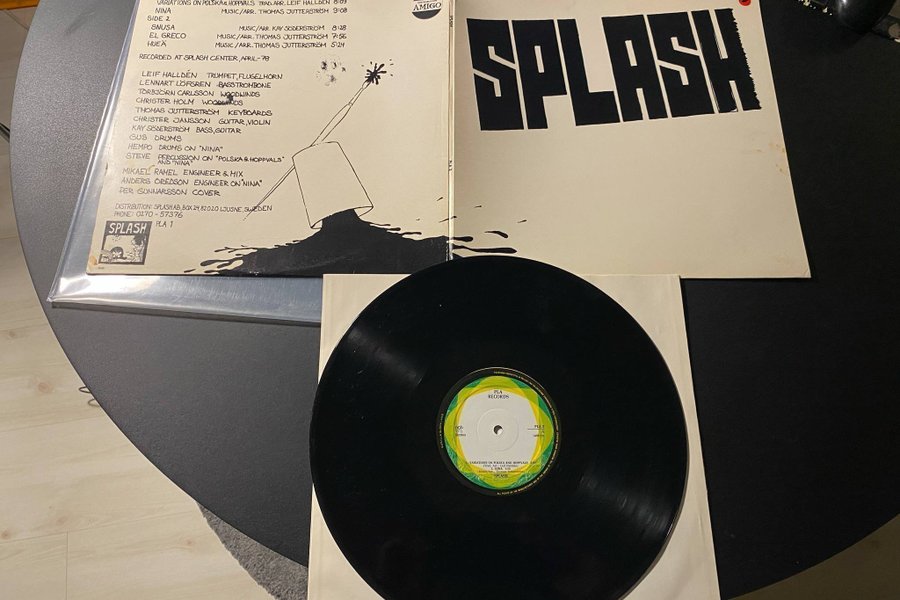 VARIATIONS ON POLSKA & HOPPVALS TRAD. ARR. LEIF HALLDÉN 8:09
NINA MUSIC/ARR. THOMAS JUTTERSTRÖM 9:08
SIDE 2
SNUSA MUSIC/ARR. KAY SÖDERSTRÖM 8:28
EL GRECO MUSIC/ARR. THOMAS JUTTERSTRÖM 7:56
HUEÅ MUSIC/ARR. THOMAS JUTTERSTRÖM 5:24
RECORDED AT SPLASH CENTER, APRIL-78
LEIF HALLDÉN TRUMPET, FLUGELHORN
LENNART LÖFGREN BASSTROMBONE
TORBJÖRN CARLSSON WOODWINDS
CHRISTER HOLM WOODWINDS
THOMAS JUTTERSTRÖM KEYBOARDS
CHRISTER JANSSON GUITAR, VIOLIN
KAY SÖDERSTRÖM BASS, GUITAR
GUS DRUMS
HEMPO DRUMS ON "NINA"
STEVE PERCUSSION ON "POLSKA & HOPPVALS"
AND "NINA"
MIKAEL RAHEL ENGINEER & MIX
ANDERS ÖREDSON ENGINEER ON "NINA"
PER GUNNARSSON COVER
DISTRIBUTION: SPLASH AB, BOX 29, 82020 LJUSNE, SWEDEN
PHONE: 0270-57376
SPLASH
PLA 1
AMIGO
SPLASH
PLA
RECORDS
PLA 1